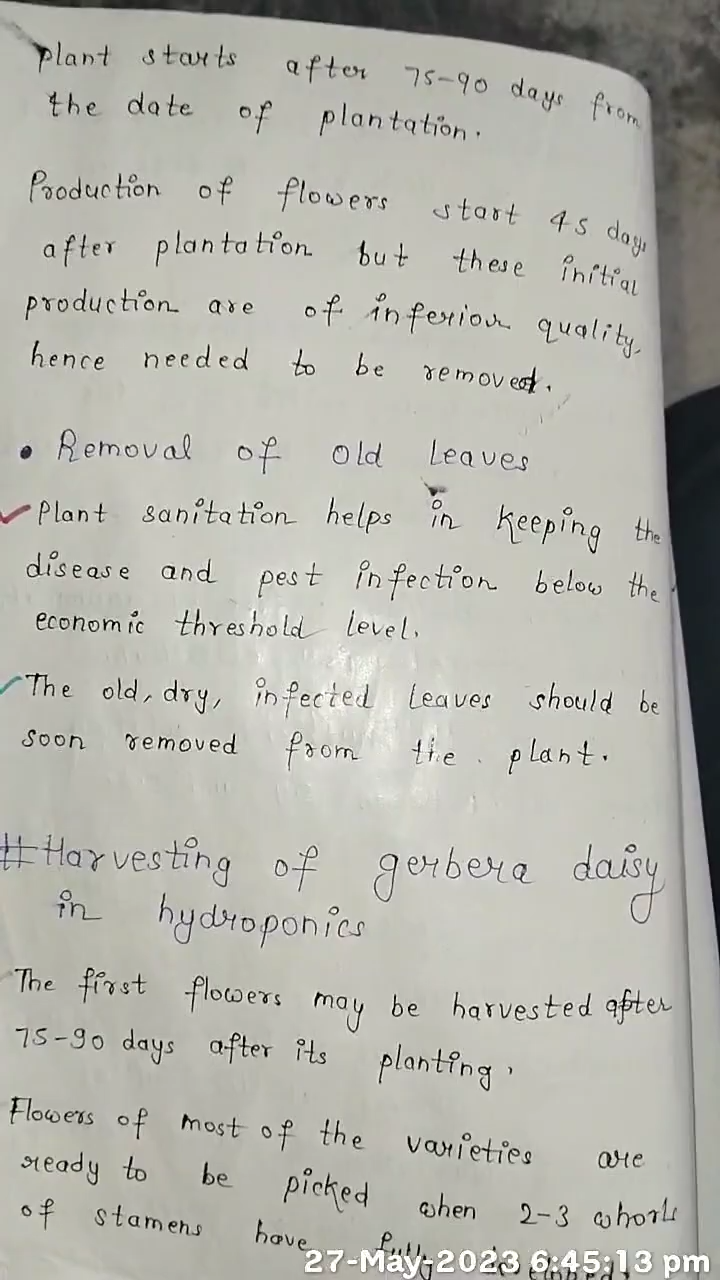 plant starts after 75-90 days from
the date of plantation.
Production of flowers start 45 days
after plantation but these initial
production are of inferiour quality,
hence needed to be removed.
• Removal of old leaves
Plant sanitation helps in keeping the
disease and pest infection below the
economic threshold level.
The old, dry, infected leaves should be
soon removed from the plant.
# Harvesting of gerbera daisy
in hydroponics
The first flowers may be harvested after
75-90 days after its planting.
Flowers of most of the varieties are
ready to be picked when 2-3 whorls
of stamens have fully
27-May-2023 6:45:13 pm